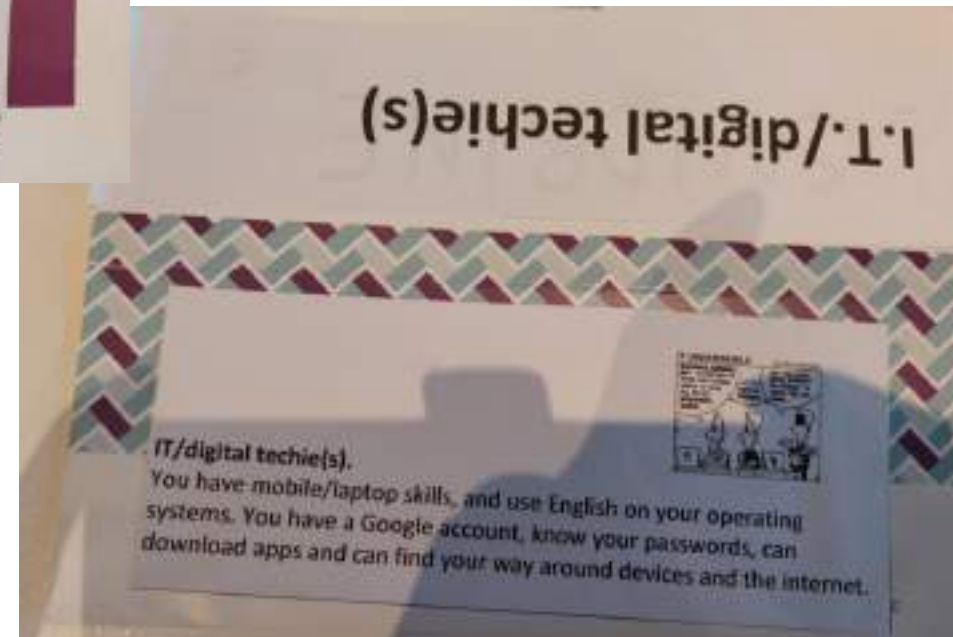 I.T./digital techie(s)
IT/digital techie(s).
You have mobile/laptop skills, and use English on your operating
systems. You have a Google account, know your passwords, can
download apps and can find your way around devices and the internet.